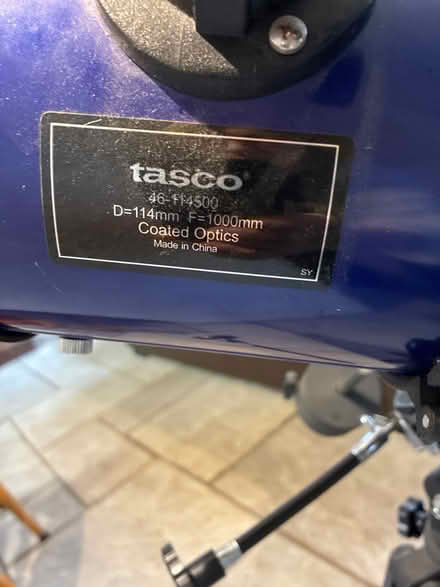 tasco
46-114500
D=114mm F=1000mm
Coated Optics
Made in China
SY